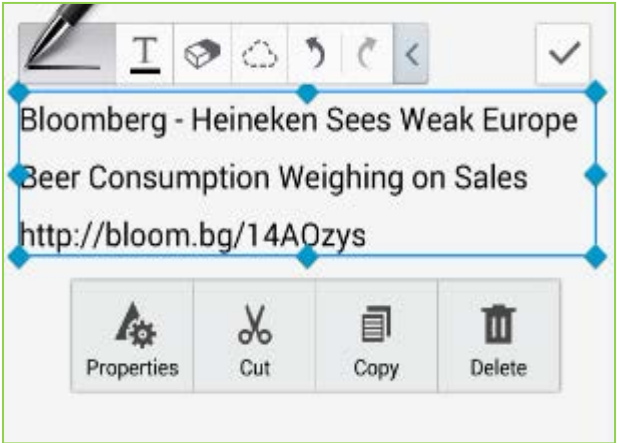 T
Bloomberg - Heineken Sees Weak Europe
Beer Consumption Weighing on Sales
http://bloom.bg/14AOzys
Properties Cut Copy Delete